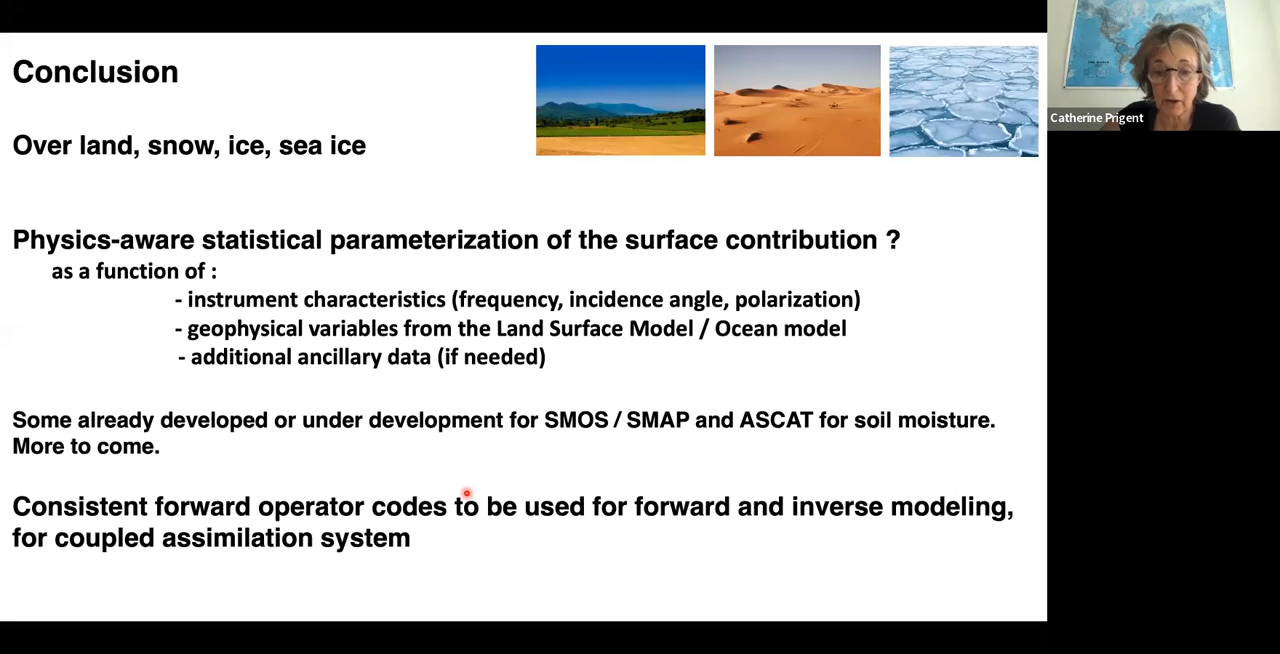 Conclusion
Over land, snow, ice, sea ice
Physics-aware statistical parameterization of the surface contribution ?
as a function of :
- instrument characteristics (frequency, incidence angle, polarization)
- geophysical variables from the Land Surface Model / Ocean model
- additional ancillary data (if needed)
Some already developed or under development for SMOS / SMAP and ASCAT for soil moisture.
More to come.
Consistent forward operator codes to be used for forward and inverse modeling,
for coupled assimilation system
Catherine Prigent